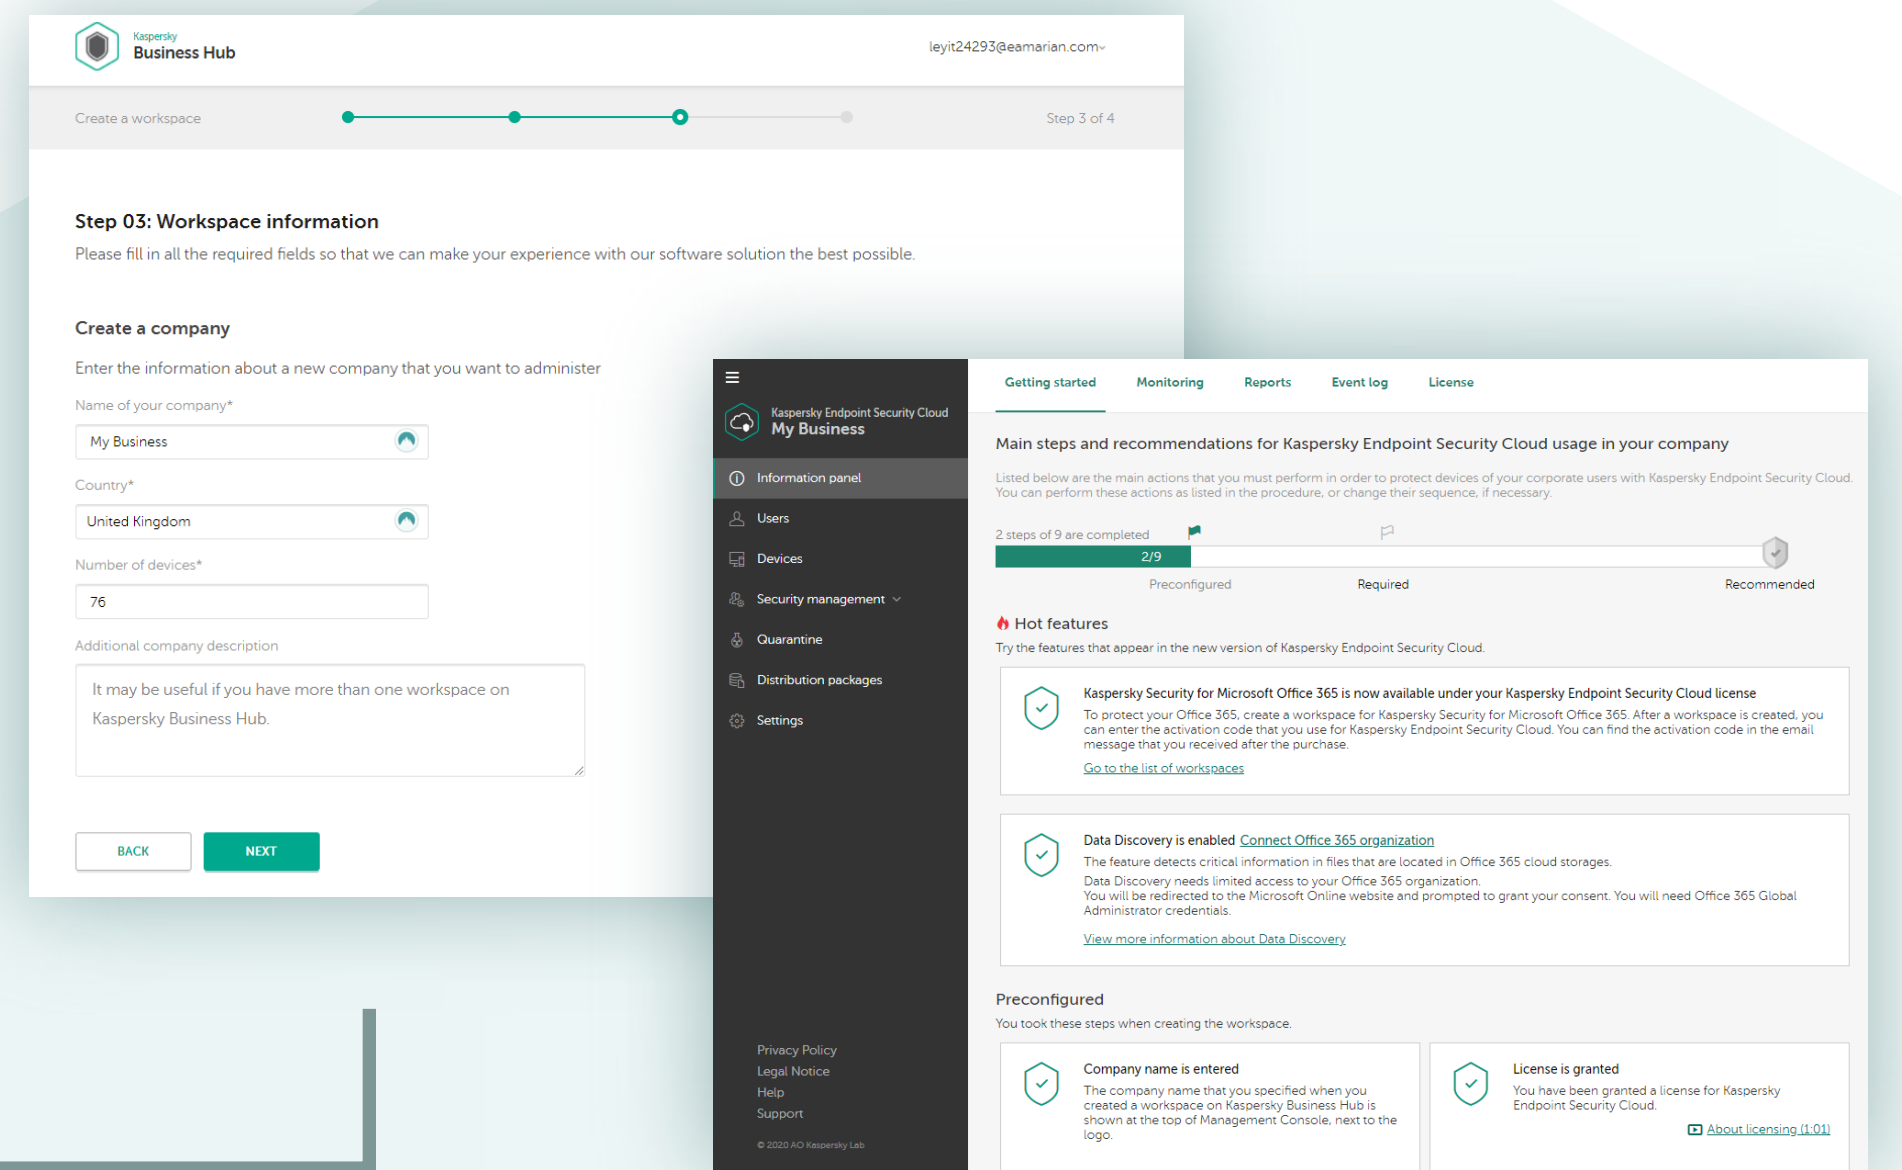 Kaspersky
Business Hub
leyit24293@eamarian.com
Create a workspace
Step 3 of 4
Step 03: Workspace information
Please fill in all the required fields so that we can make your experience with our software solution the best possible.
Create a company
Enter the information about a new company that you want to administer
Name of your company*
My Business
Country*
United Kingdom
Number of devices*
76
Additional company description
It may be useful if you have more than one workspace on
Kaspersky Business Hub.
BACK
NEXT
Kaspersky Endpoint Security Cloud
My Business
Information panel
Users
Devices
Security management
Quarantine
Distribution packages
Settings
Privacy Policy
Legal Notice
Help
Support
© 2020 AO Kaspersky Lab
Getting started
Monitoring
Reports
Event log
License
Main steps and recommendations for Kaspersky Endpoint Security Cloud usage in your company
Listed below are the main actions that you must perform in order to protect devices of your corporate users with Kaspersky Endpoint Security Cloud.
You can perform these actions as listed in the procedure, or change their sequence, if necessary.
2 steps of 9 are completed
2/9
Preconfigured
Required
Recommended
Hot features
Try the features that appear in the new version of Kaspersky Endpoint Security Cloud.
Kaspersky Security for Microsoft Office 365 is now available under your Kaspersky Endpoint Security Cloud license
To protect your Office 365, create a workspace for Kaspersky Security for Microsoft Office 365. After a workspace is created, you
can enter the activation code that you use for Kaspersky Endpoint Security Cloud. You can find the activation code in the email
message that you received after the purchase.
Go to the list of workspaces
Data Discovery is enabled Connect Office 365 organization
The feature detects critical information in files that are located in Office 365 cloud storages.
Data Discovery needs limited access to your Office 365 organization.
You will be redirected to the Microsoft Online website and prompted to grant your consent. You will need Office 365 Global
Administrator credentials.
View more information about Data Discovery
Preconfigured
You took these steps when creating the workspace.
Company name is entered
The company name that you specified when you
created a workspace on Kaspersky Business Hub is
shown at the top of Management Console, next to the
logo.
License is granted
You have been granted a license for Kaspersky
Endpoint Security Cloud.
About licensing (1:01)